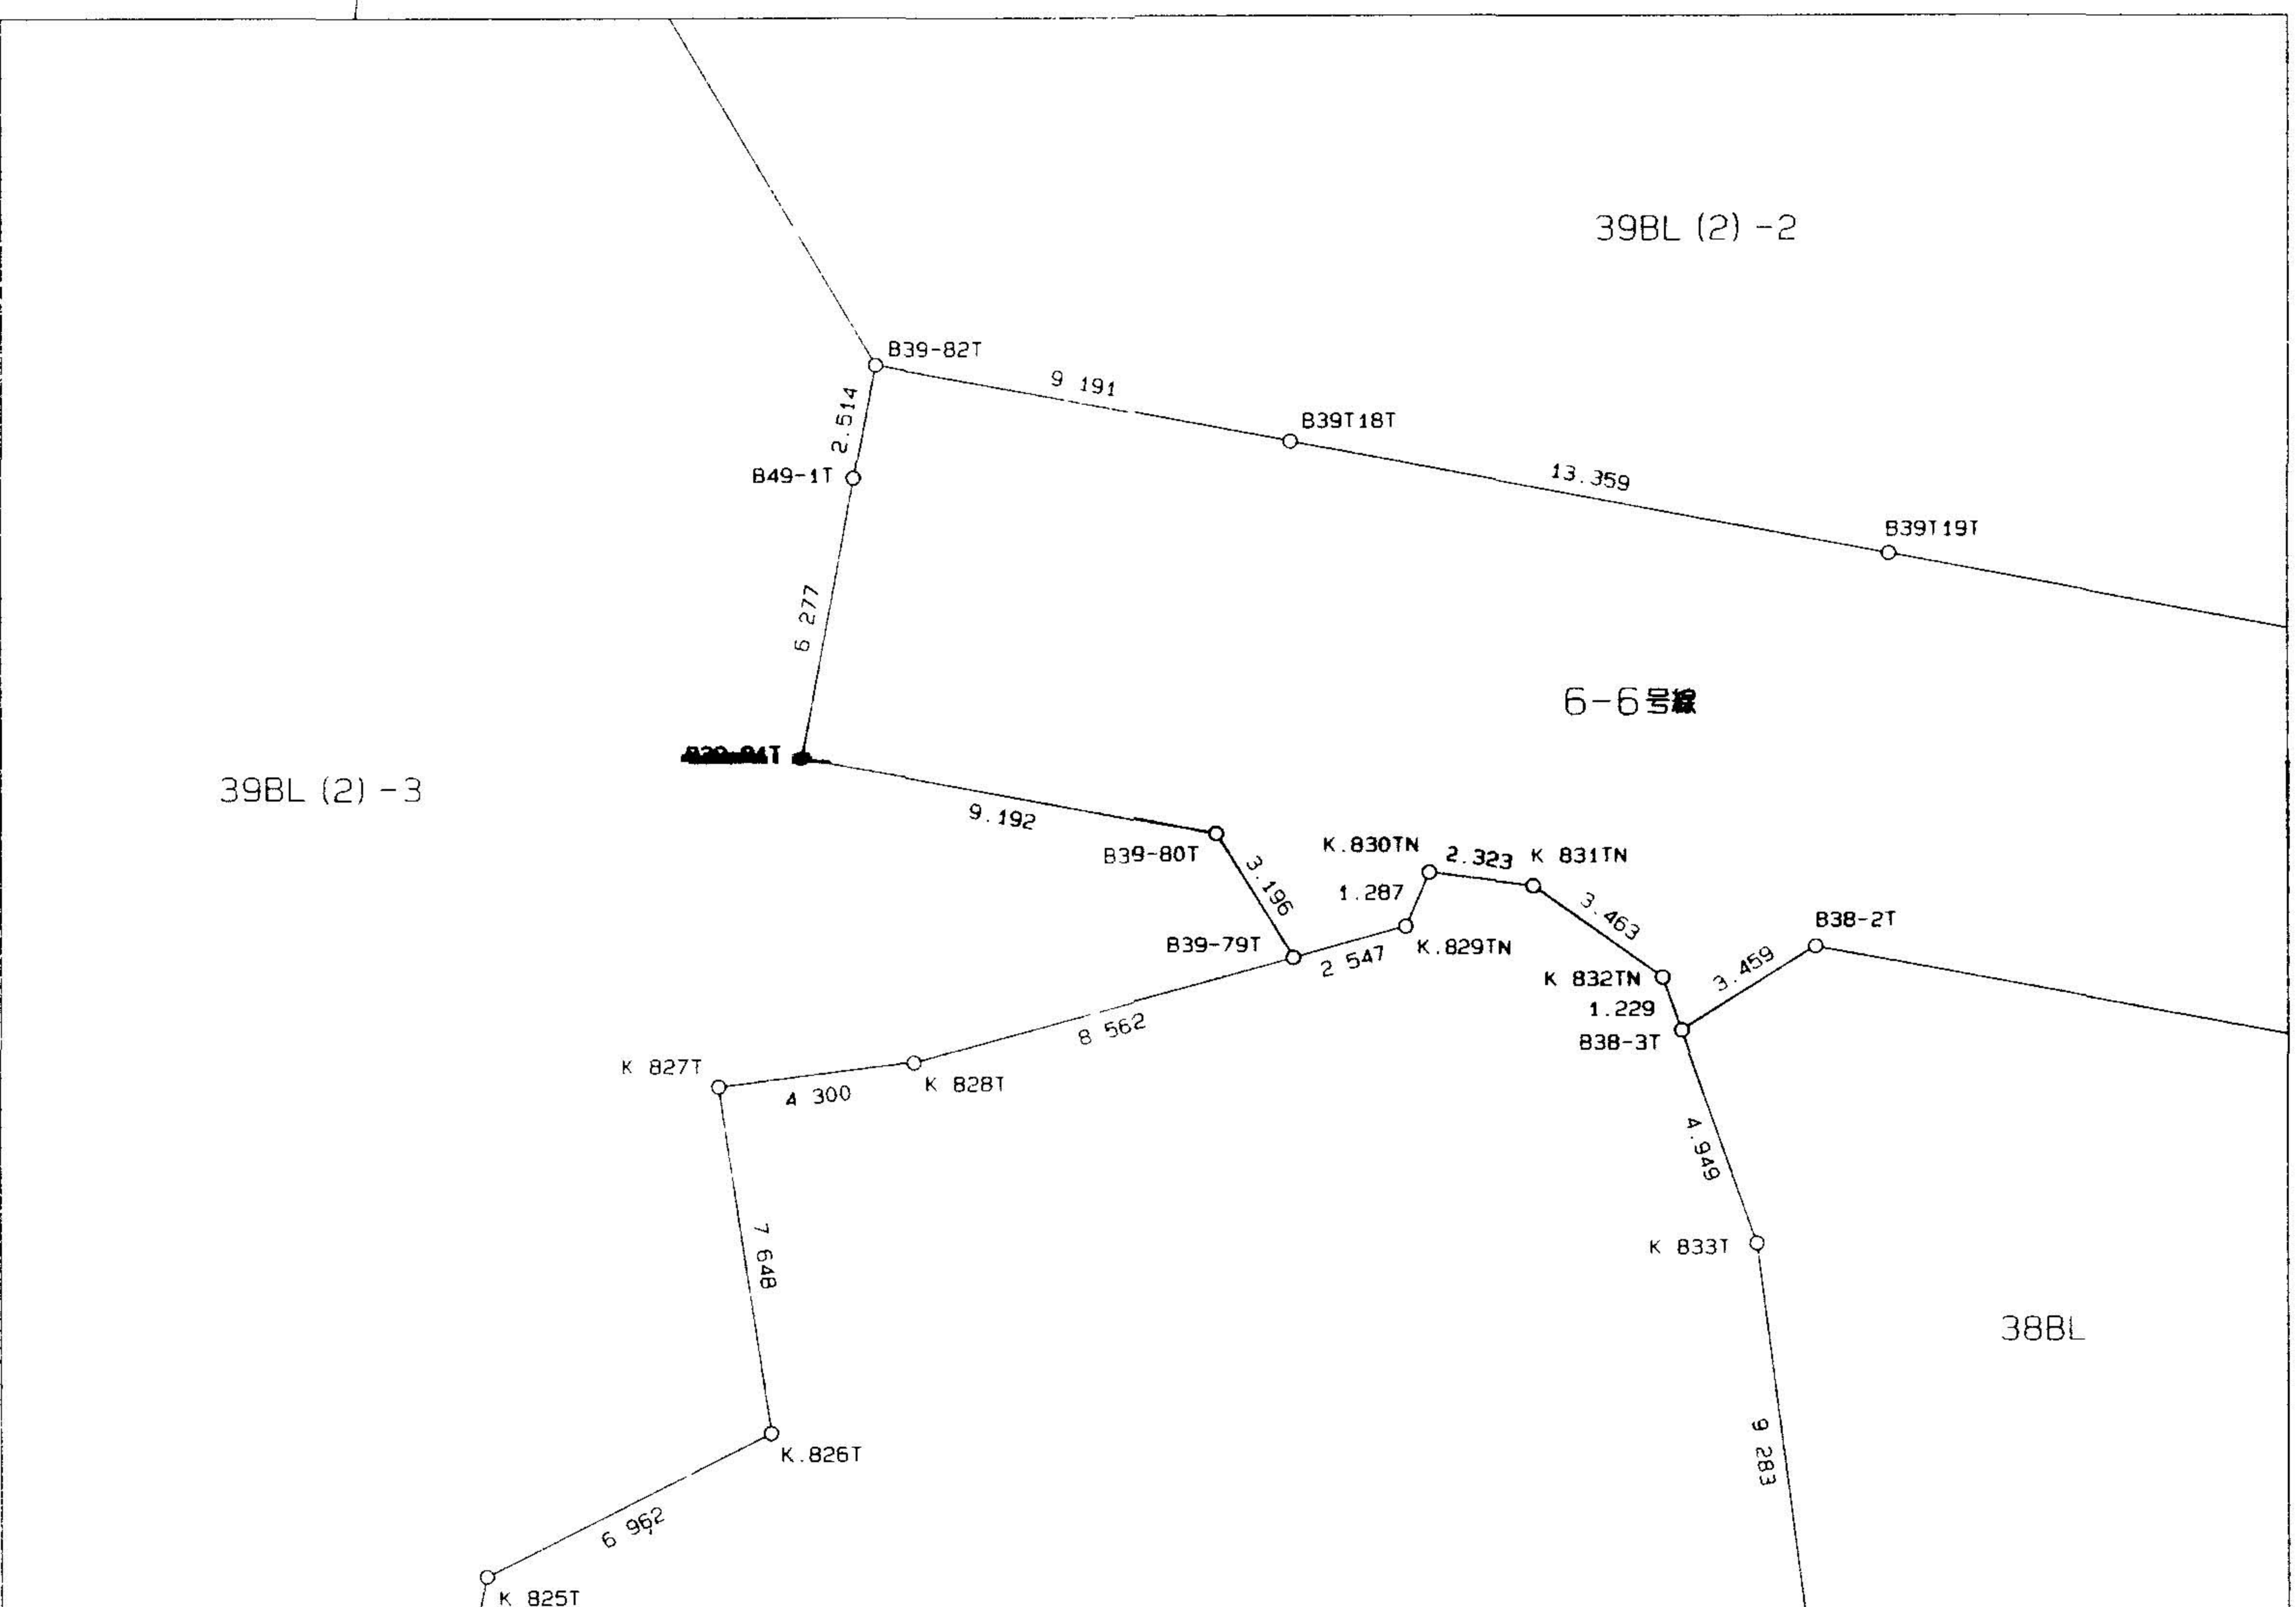 39BL (2) -2
B39-82T
9 191
2.514
B39T18T
B49-1T
13.359
B39T19T
6 277
6-6号線
39BL (2) -3
9.192
B39-80T
K.830TN
2.323
K 831TN
3.196
1.287
3.463
B38-2T
B39-79T
K.829TN
2 547
K 832TN
3.459
1.229
8 562
B38-3T
K 827T
K 828T
4 300
4.949
7 648
K 833T
38BL
K.826T
9 283
6 962
K 825T